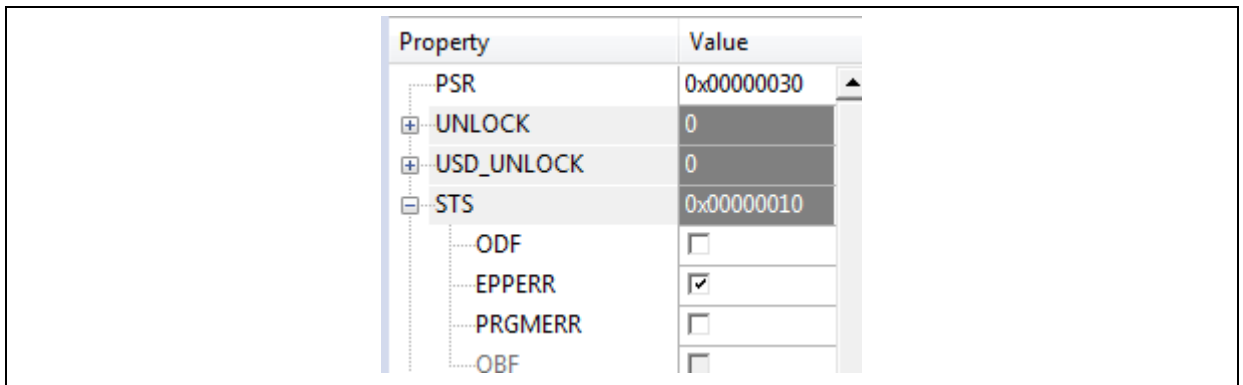 Property Value
PSR 0x00000030
UNLOCK 0
USD_UNLOCK 0
STS 0x00000010
ODF
EPPERR
PRGMERR
OBF